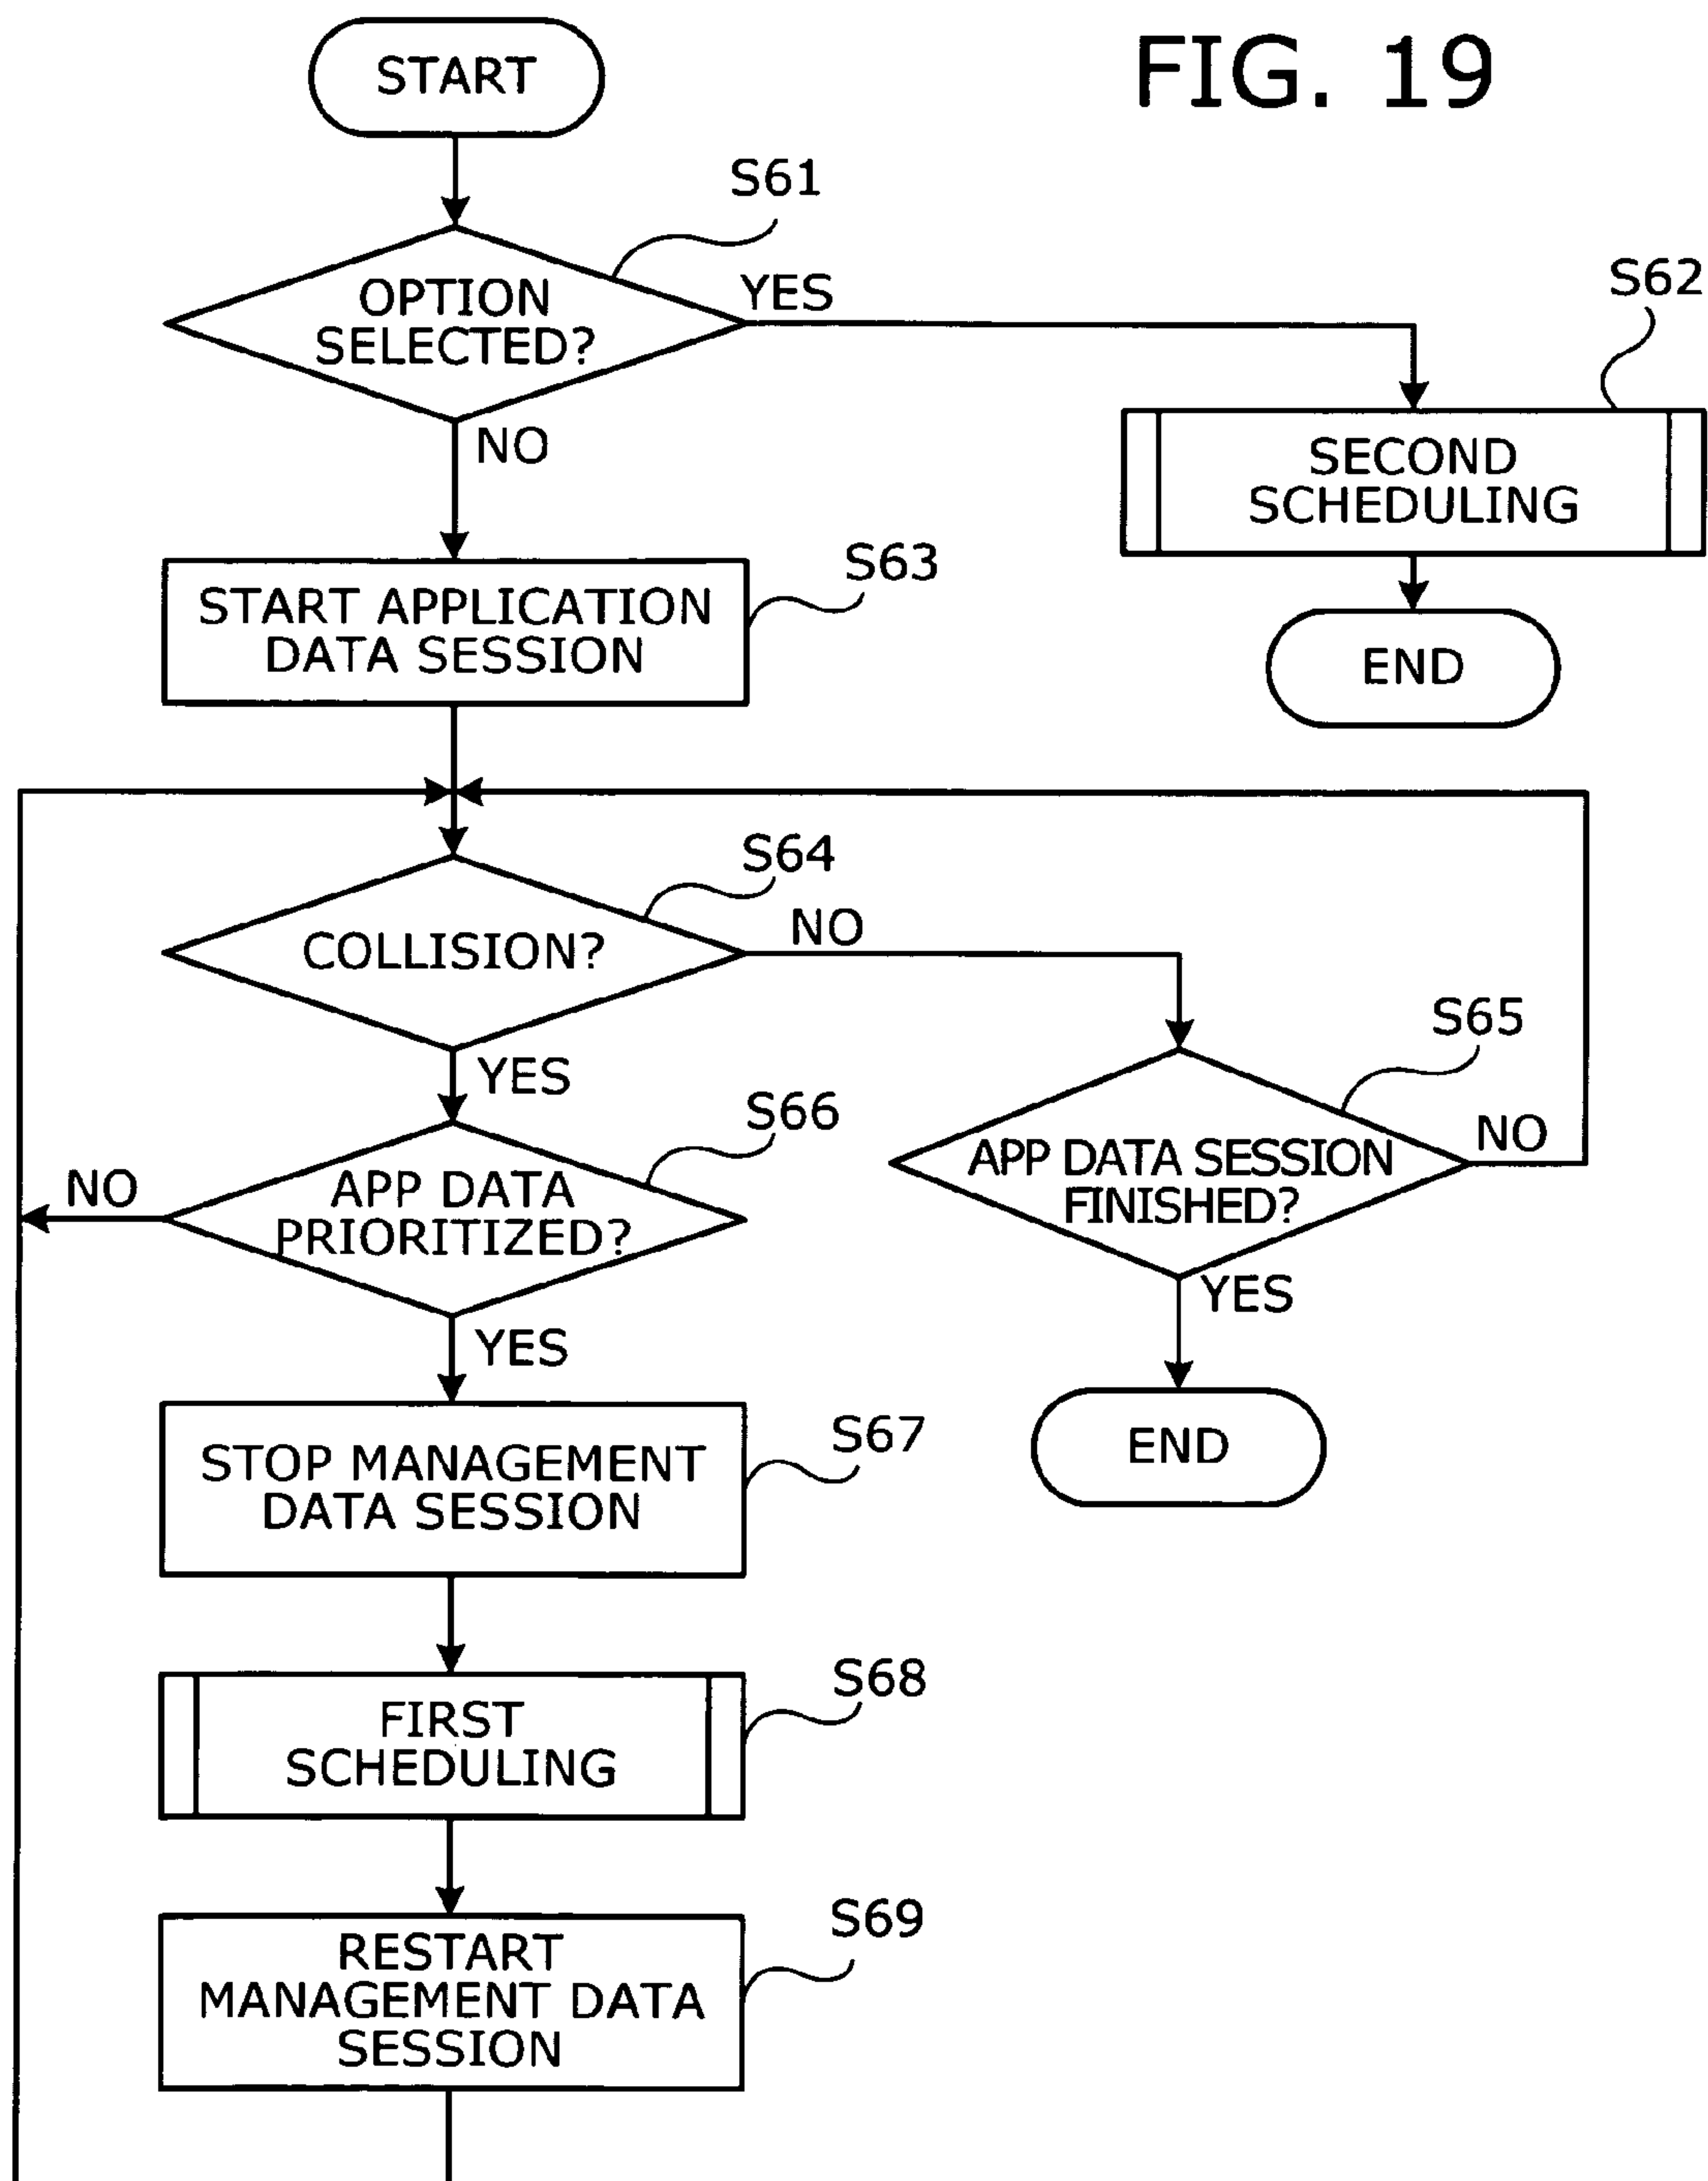 FIG. 19
START
S61
OPTION
SELECTED?
YES
NO
S62
SECOND
SCHEDULING
END
S63
START APPLICATION
DATA SESSION
S64
COLLISION?
NO
YES
S65
APP DATA SESSION
FINISHED?
NO
YES
END
S66
APP DATA
PRIORITIZED?
NO
YES
S67
STOP MANAGEMENT
DATA SESSION
S68
FIRST
SCHEDULING
S69
RESTART
MANAGEMENT DATA
SESSION